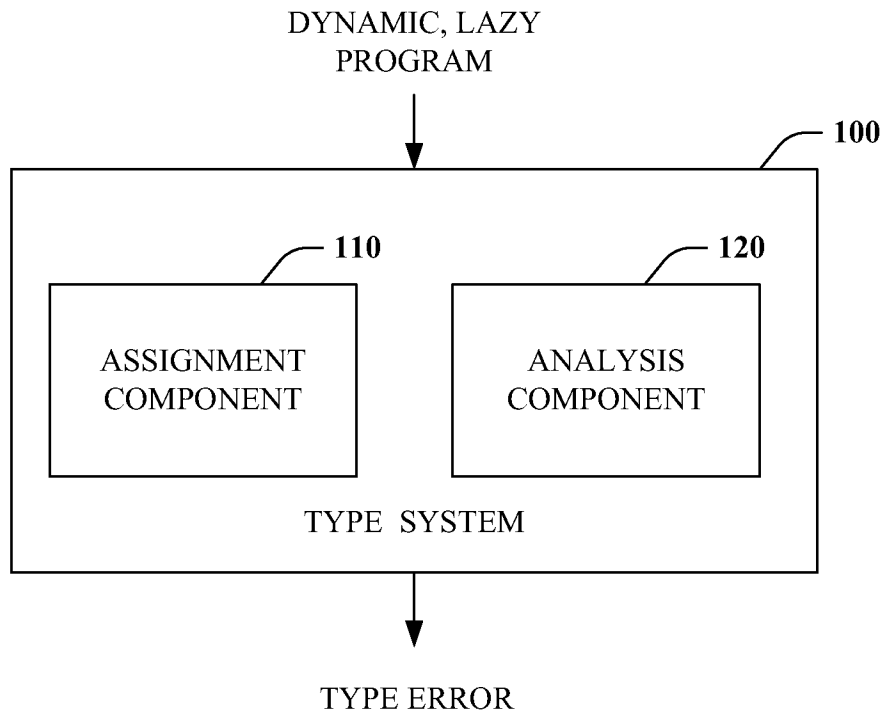 DYNAMIC, LAZY
PROGRAM
100
110
120
ASSIGNMENT
COMPONENT
ANALYSIS
COMPONENT
TYPE SYSTEM
TYPE ERROR